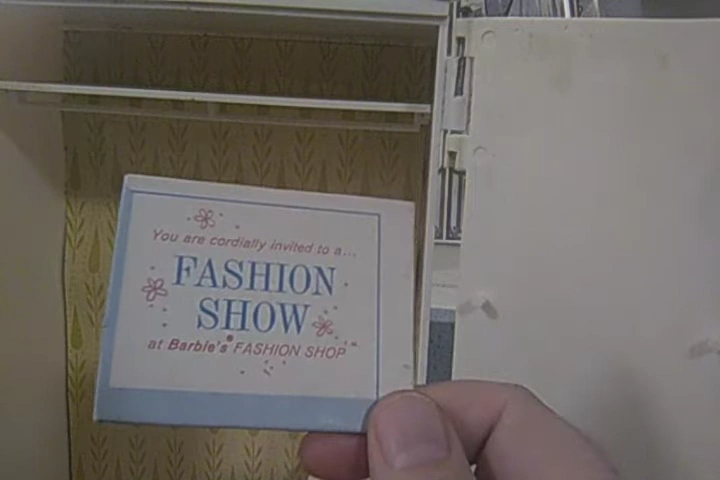 You are cordially invited to a...
FASHION
SHOW
at Barbie's® FASHION SHOP™